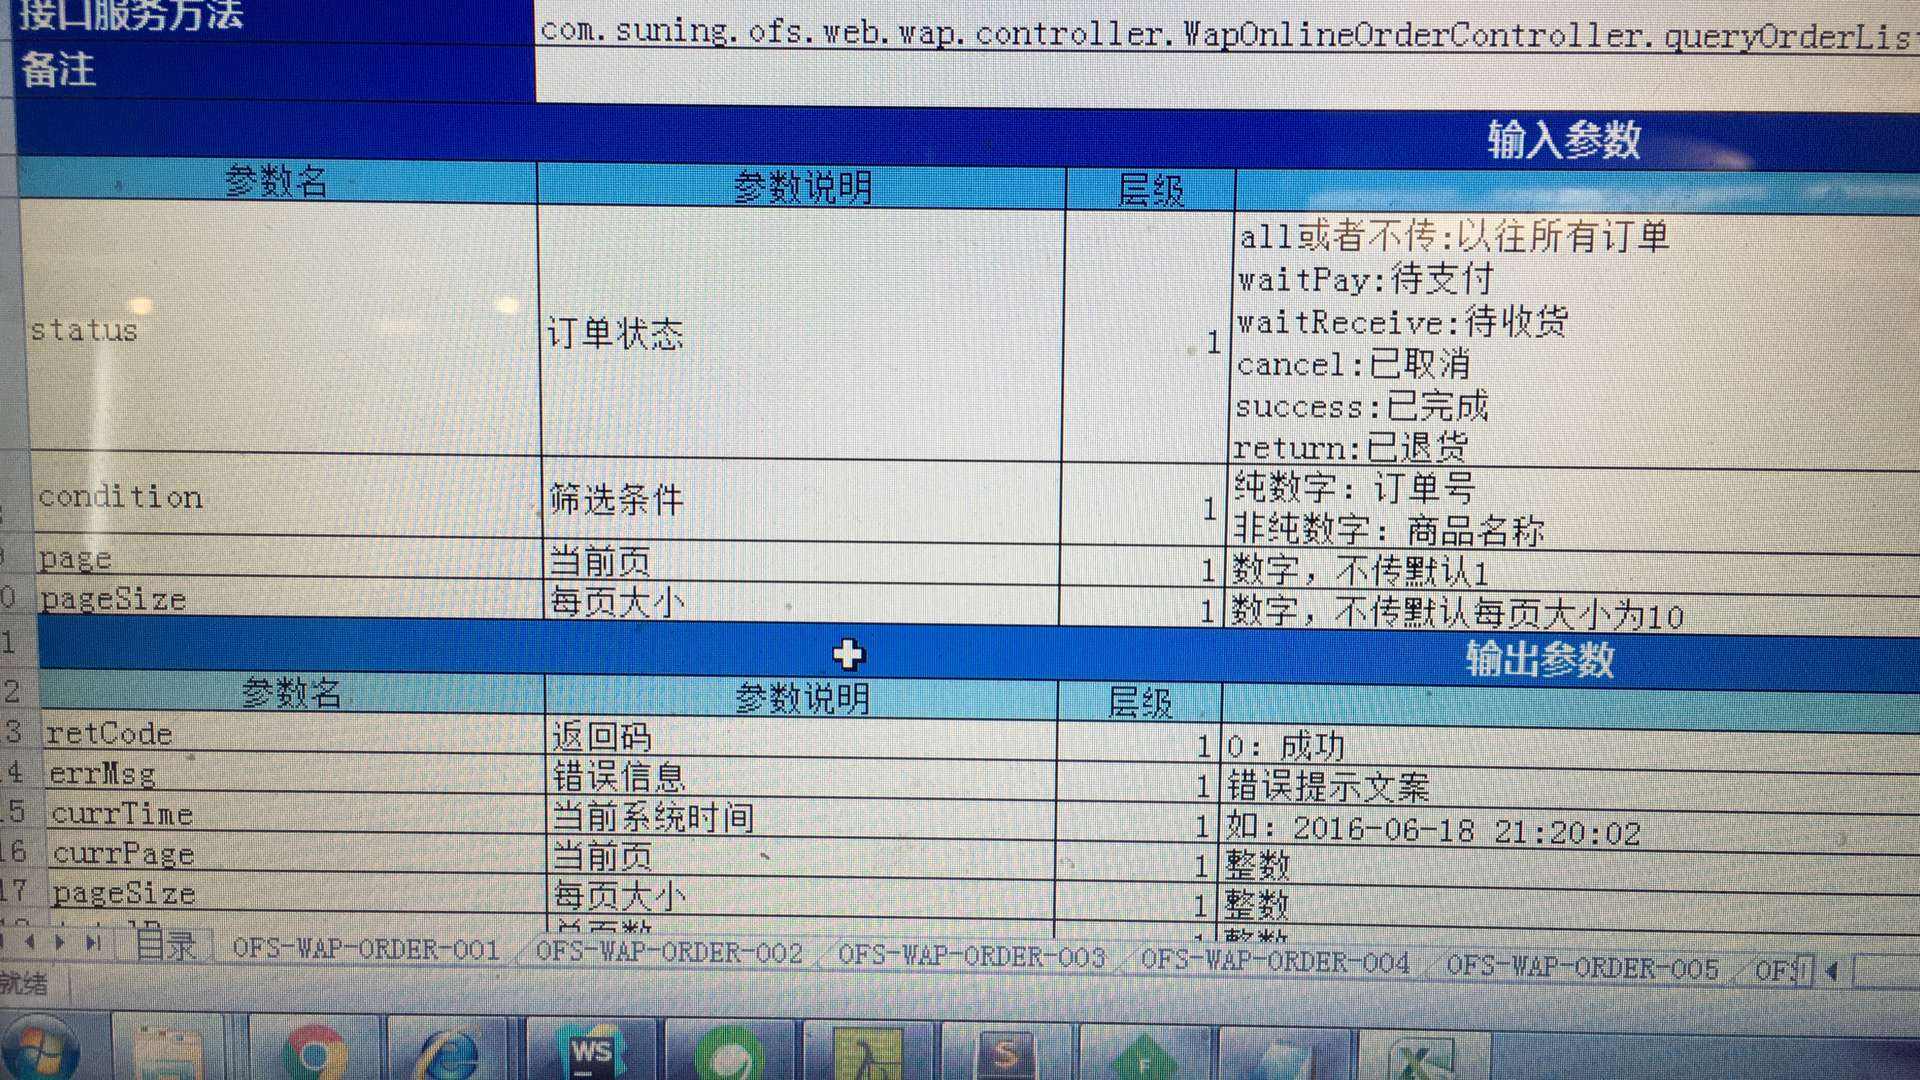 接口服务方法
com.suning.ofs.web.wap.controller.WapOnlineOrderController.queryOrderLis
备注
输入参数
参数名 参数说明 层级
status 订单状态 1
all或者不传:以往所有订单
waitPay:待支付
waitReceive:待收货
cancel:已取消
success:已完成
return:已退货
condition 筛选条件 1
纯数字：订单号
非纯数字：商品名称
page 当前页 1 数字，不传默认1
pageSize 每页大小 1 数字，不传默认每页大小为10
输出参数
参数名 参数说明 层级
retCode 返回码 1 0：成功
errMsg 错误信息 1 错误提示文案
currTime 当前系统时间 1 如：2016-06-18 21:20:02
currPage 当前页 1 整数
pageSize 每页大小 1 整数
总页数 1 整数
目录 OFS-WAP-ORDER-001 OFS-WAP-ORDER-002 OFS-WAP-ORDER-003 OFS-WAP-ORDER-004 OFS-WAP-ORDER-005 OFS
就绪
WS S F